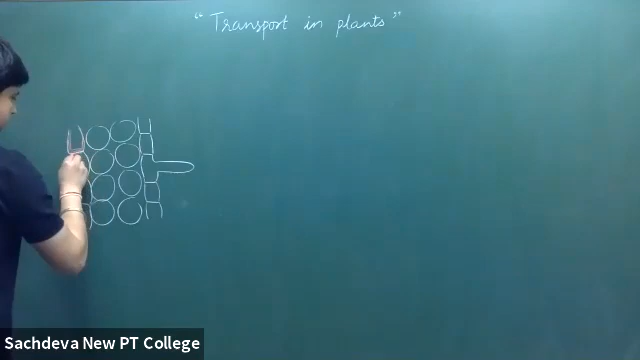 “ Transport in plants ”
Sachdeva New PT College